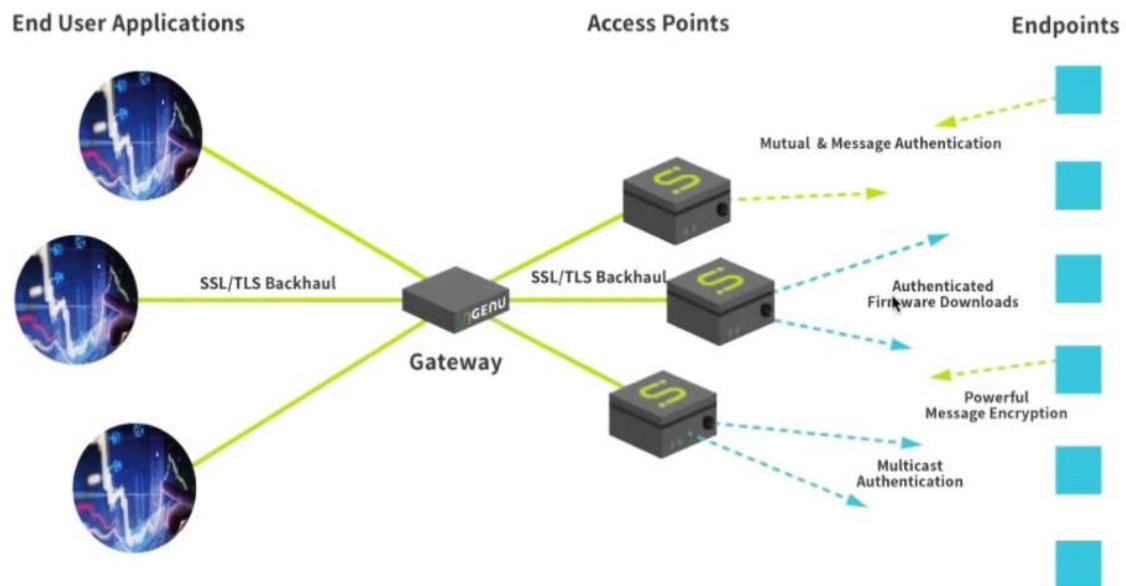 End User Applications
Access Points
Endpoints
Mutual & Message Authentication
SSL/TLS Backhaul
SSL/TLS Backhaul
Authenticated
Firmware Downloads
GENU
Gateway
Powerful
Message Encryption
Multicast
Authentication